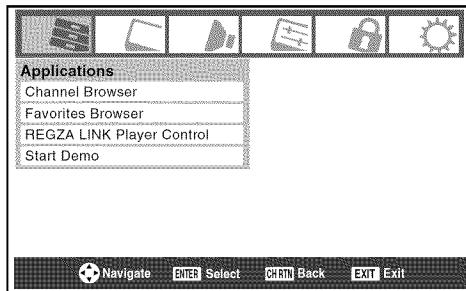 Applications
Channel Browser
Favorites Browser
REGZA LINK Player Control
Start Demo
Navigate ENTER Select CH RTN Back EXIT Exit